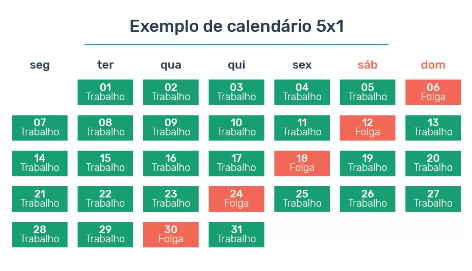 Exemplo de calendário 5x1
seg ter qua qui sex sáb dom
01 02 03 04 05 06
Trabalho Trabalho Trabalho Trabalho Trabalho Folga
07 08 09 10 11 12 13
Trabalho Trabalho Trabalho Trabalho Trabalho Folga Trabalho
14 15 16 17 18 19 20
Trabalho Trabalho Trabalho Trabalho Folga Trabalho Trabalho
21 22 23 24 25 26 27
Trabalho Trabalho Trabalho Folga Trabalho Trabalho Trabalho
28 29 30 31
Trabalho Trabalho Folga Trabalho